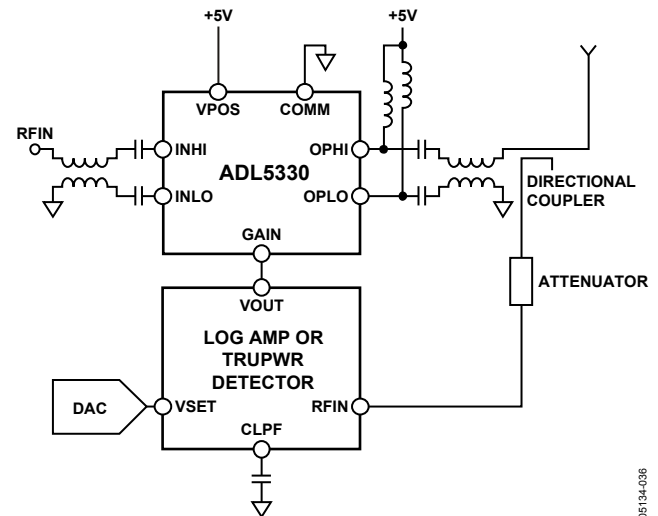 +5V
+5V
VPOS
COMM
RFIN
INHI
OPHI
ADL5330
INLO
OPLO
DIRECTIONAL
COUPLER
GAIN
ATTENUATOR
VOUT
LOG AMP OR
TRUPWR
DETECTOR
DAC
VSET
RFIN
CLPF
05134-036